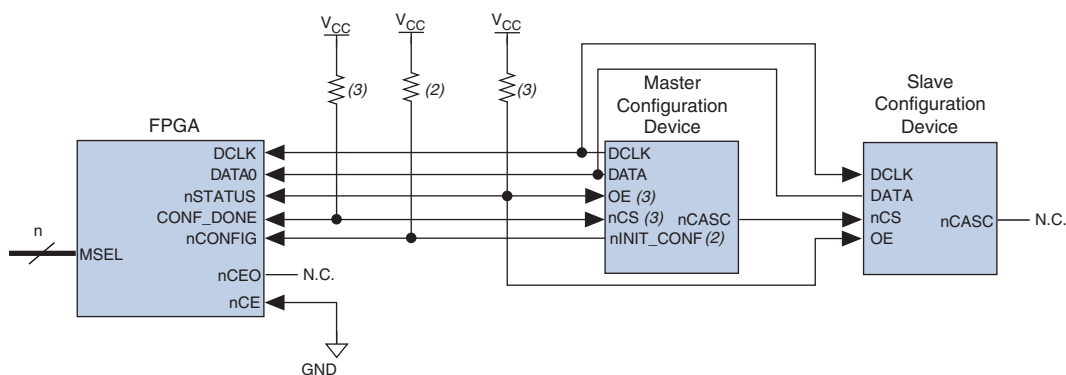 VCC
VCC
VCC
(3)
(2)
(3)
FPGA
Master
Configuration
Device
Slave
Configuration
Device
n
MSEL
DCLK
DATA0
nSTATUS
CONF_DONE
nCONFIG
nCEO
N.C.
nCE
GND
DCLK
DATA
OE (3)
nCS (3)
nCASC
nINIT_CONF (2)
DCLK
DATA
nCS
nCASC
OE
N.C.